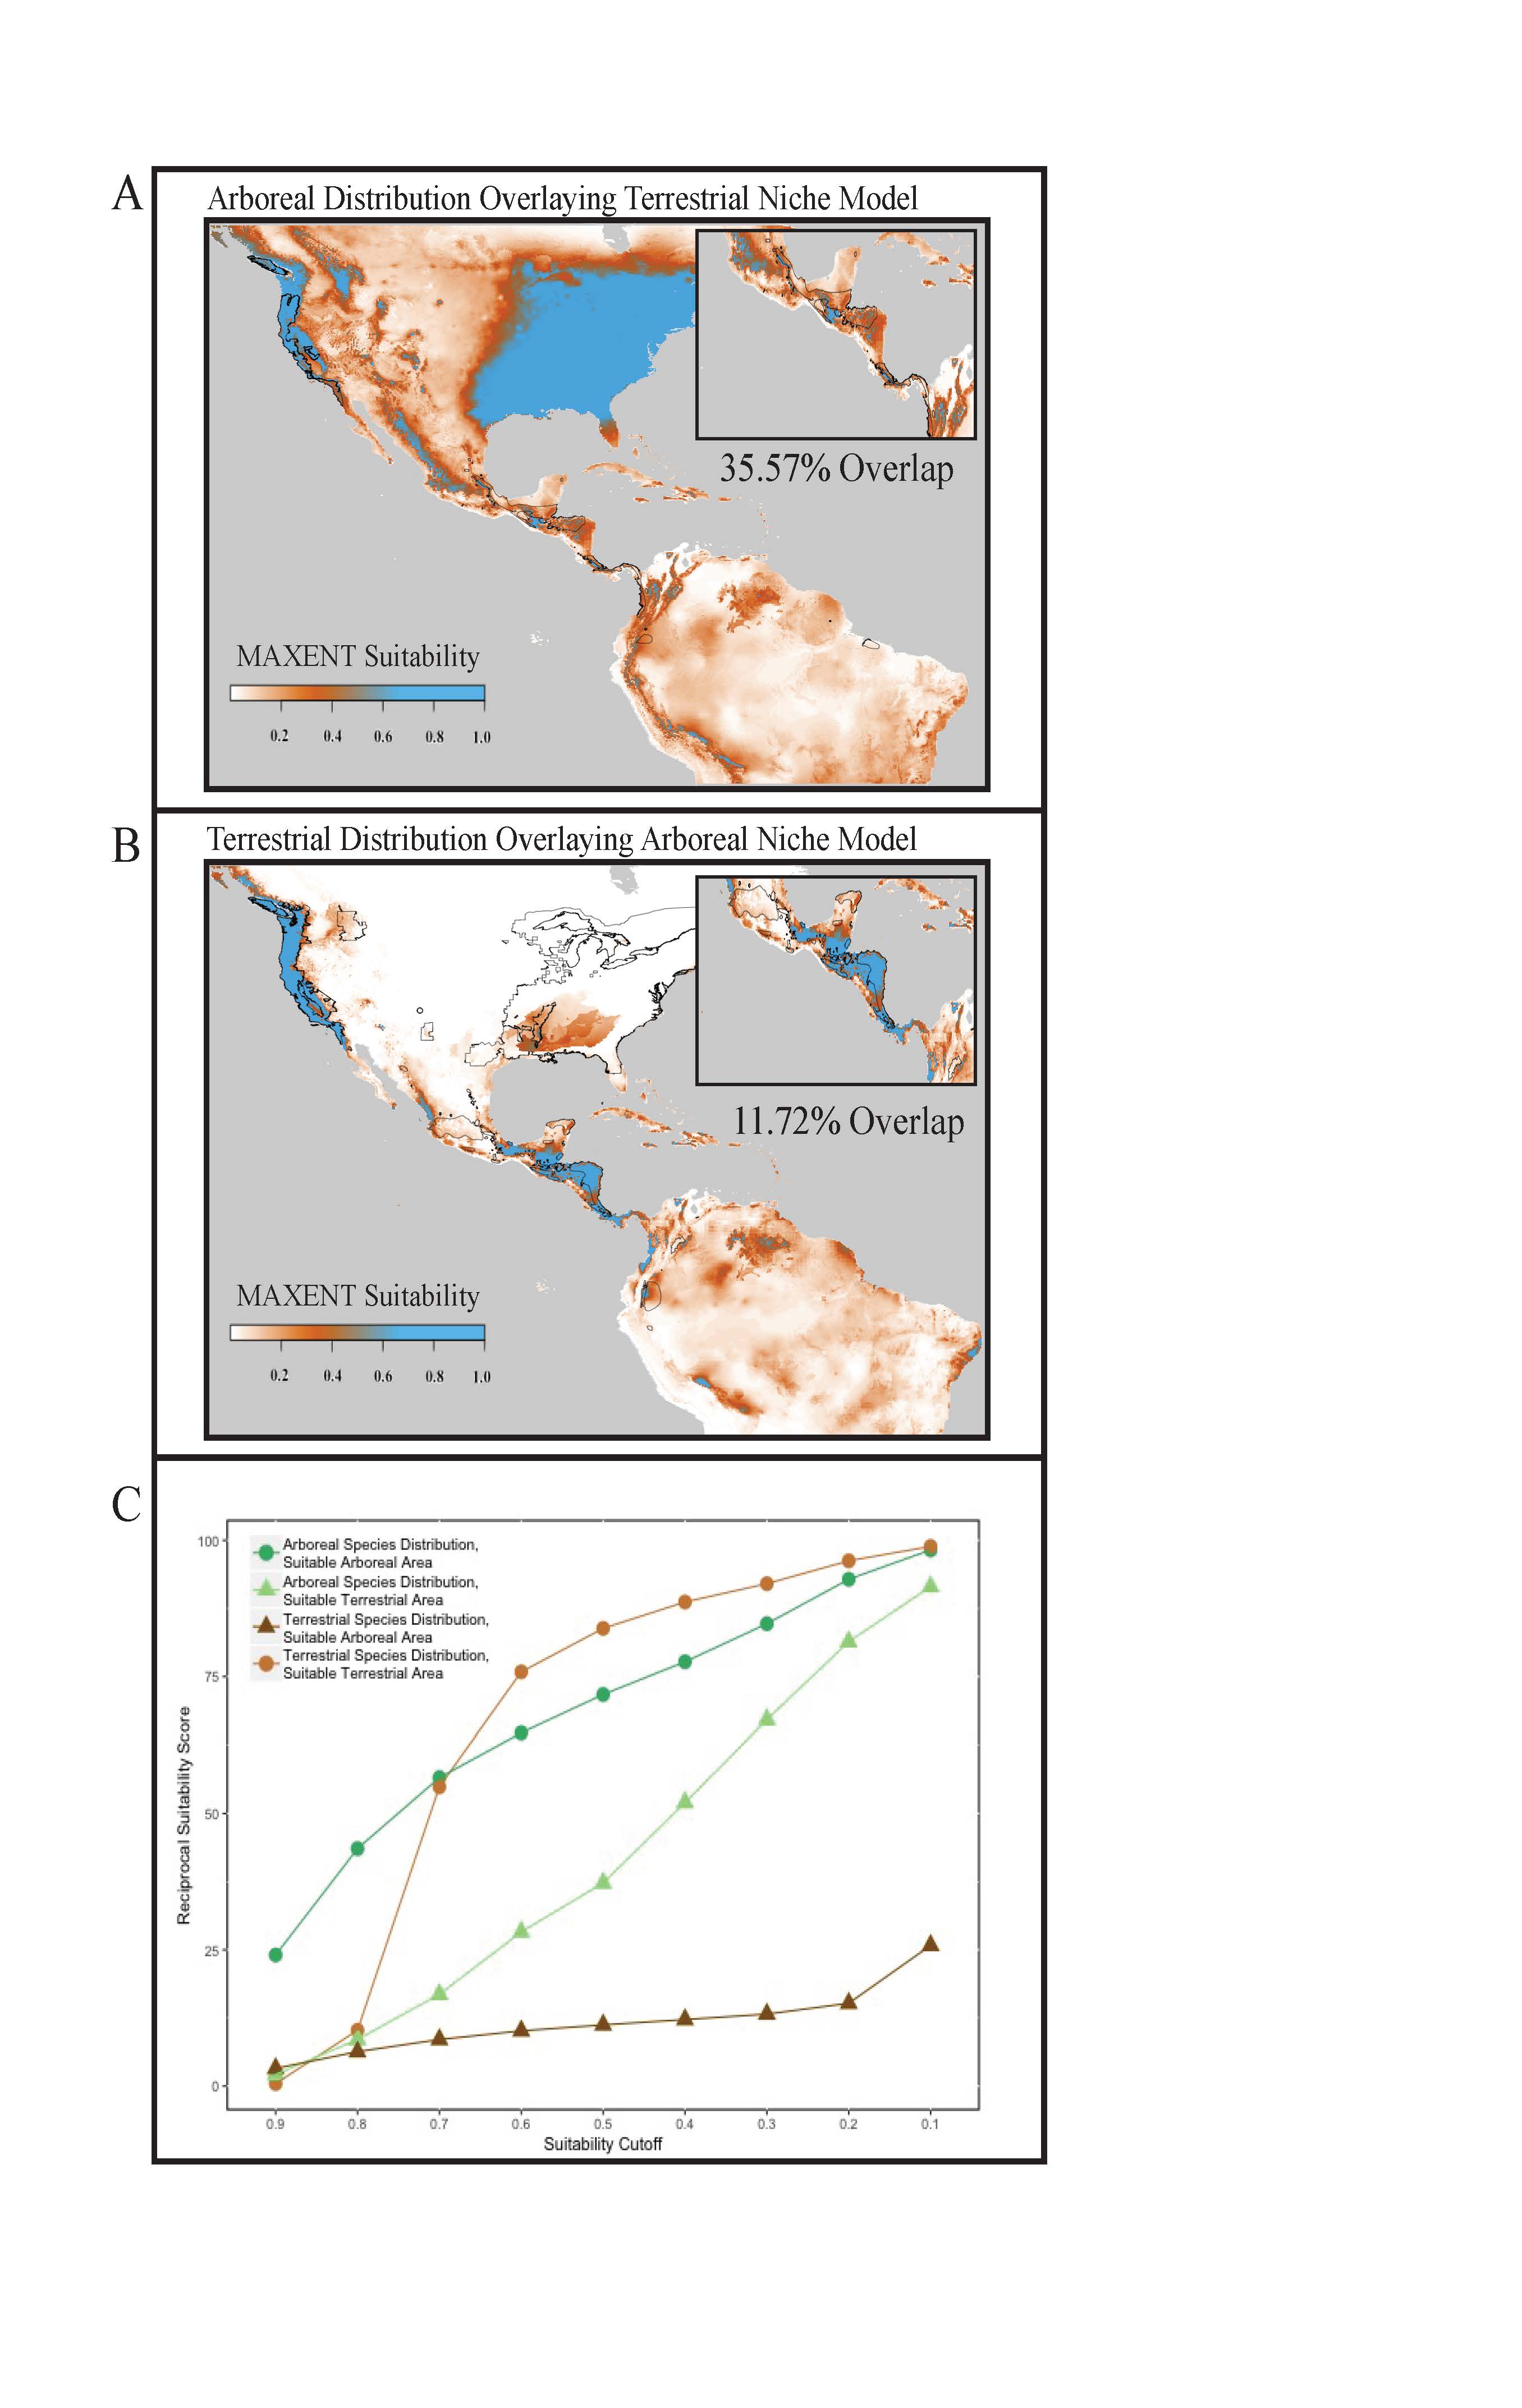 A
Arboreal Distribution Overlaying Terrestrial Niche Model
35.57% Overlap
MAXENT Suitability
0.2 0.4 0.6 0.8 1.0
B
Terrestrial Distribution Overlaying Arboreal Niche Model
11.72% Overlap
MAXENT Suitability
0.2 0.4 0.6 0.8 1.0
C
Arboreal Species Distribution,
Suitable Arboreal Area
Arboreal Species Distribution,
Suitable Terrestrial Area
Terrestrial Species Distribution,
Suitable Arboreal Area
Terrestrial Species Distribution,
Suitable Terrestrial Area
Reciprocal Suitability Score
100
75
50
25
0
0.9 0.8 0.7 0.6 0.5 0.4 0.3 0.2 0.1
Suitability Cutoff